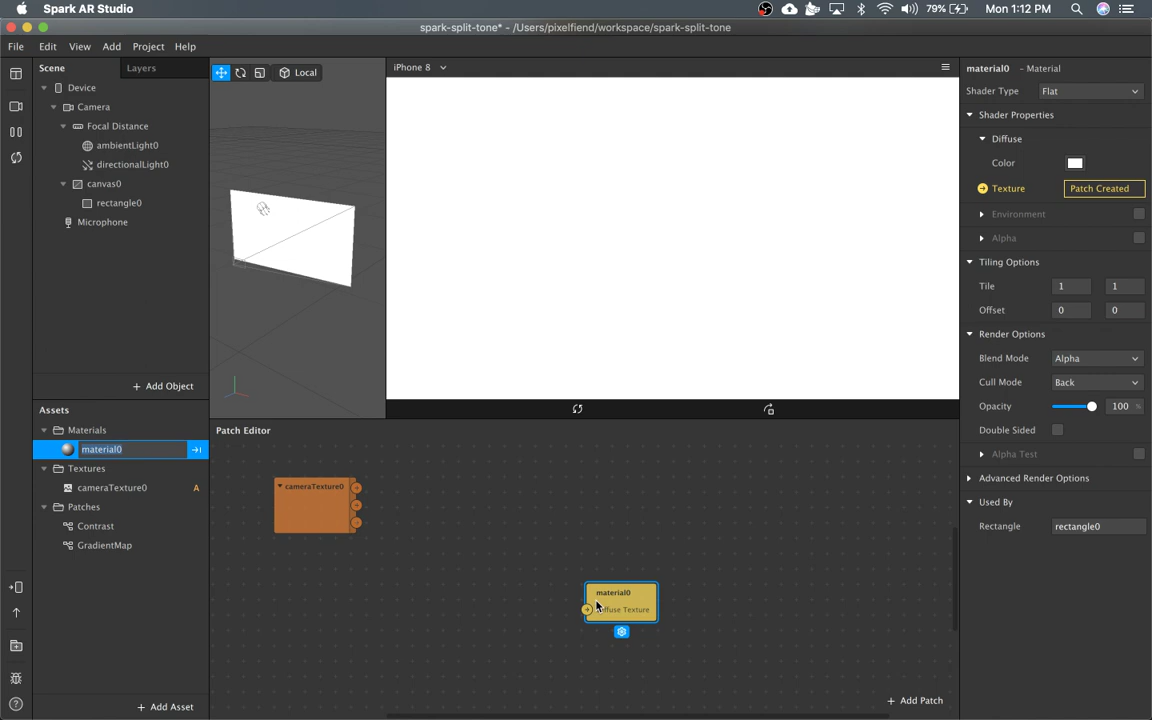 Spark AR Studio
79%
Mon 1:12 PM
spark-split-tone* - /Users/pixelfiend/workspace/spark-split-tone
File Edit View Add Project Help
Scene
Layers
Device
Camera
Focal Distance
ambientLight0
directionalLight0
canvas0
rectangle0
Microphone
+ Add Object
Assets
Materials
material0
Textures
cameraTexture0
A
Patches
Contrast
GradientMap
+ Add Asset
Local
iPhone 8
Patch Editor
cameraTexture0
material0
Diffuse Texture
+ Add Patch
material0 - Material
Shader Type Flat
Shader Properties
Diffuse
Color
Texture Patch Created
Environment
Alpha
Tiling Options
Tile 1 1
Offset 0 0
Render Options
Blend Mode Alpha
Cull Mode Back
Opacity 100 %
Double Sided
Alpha Test
Advanced Render Options
Used By
Rectangle rectangle0